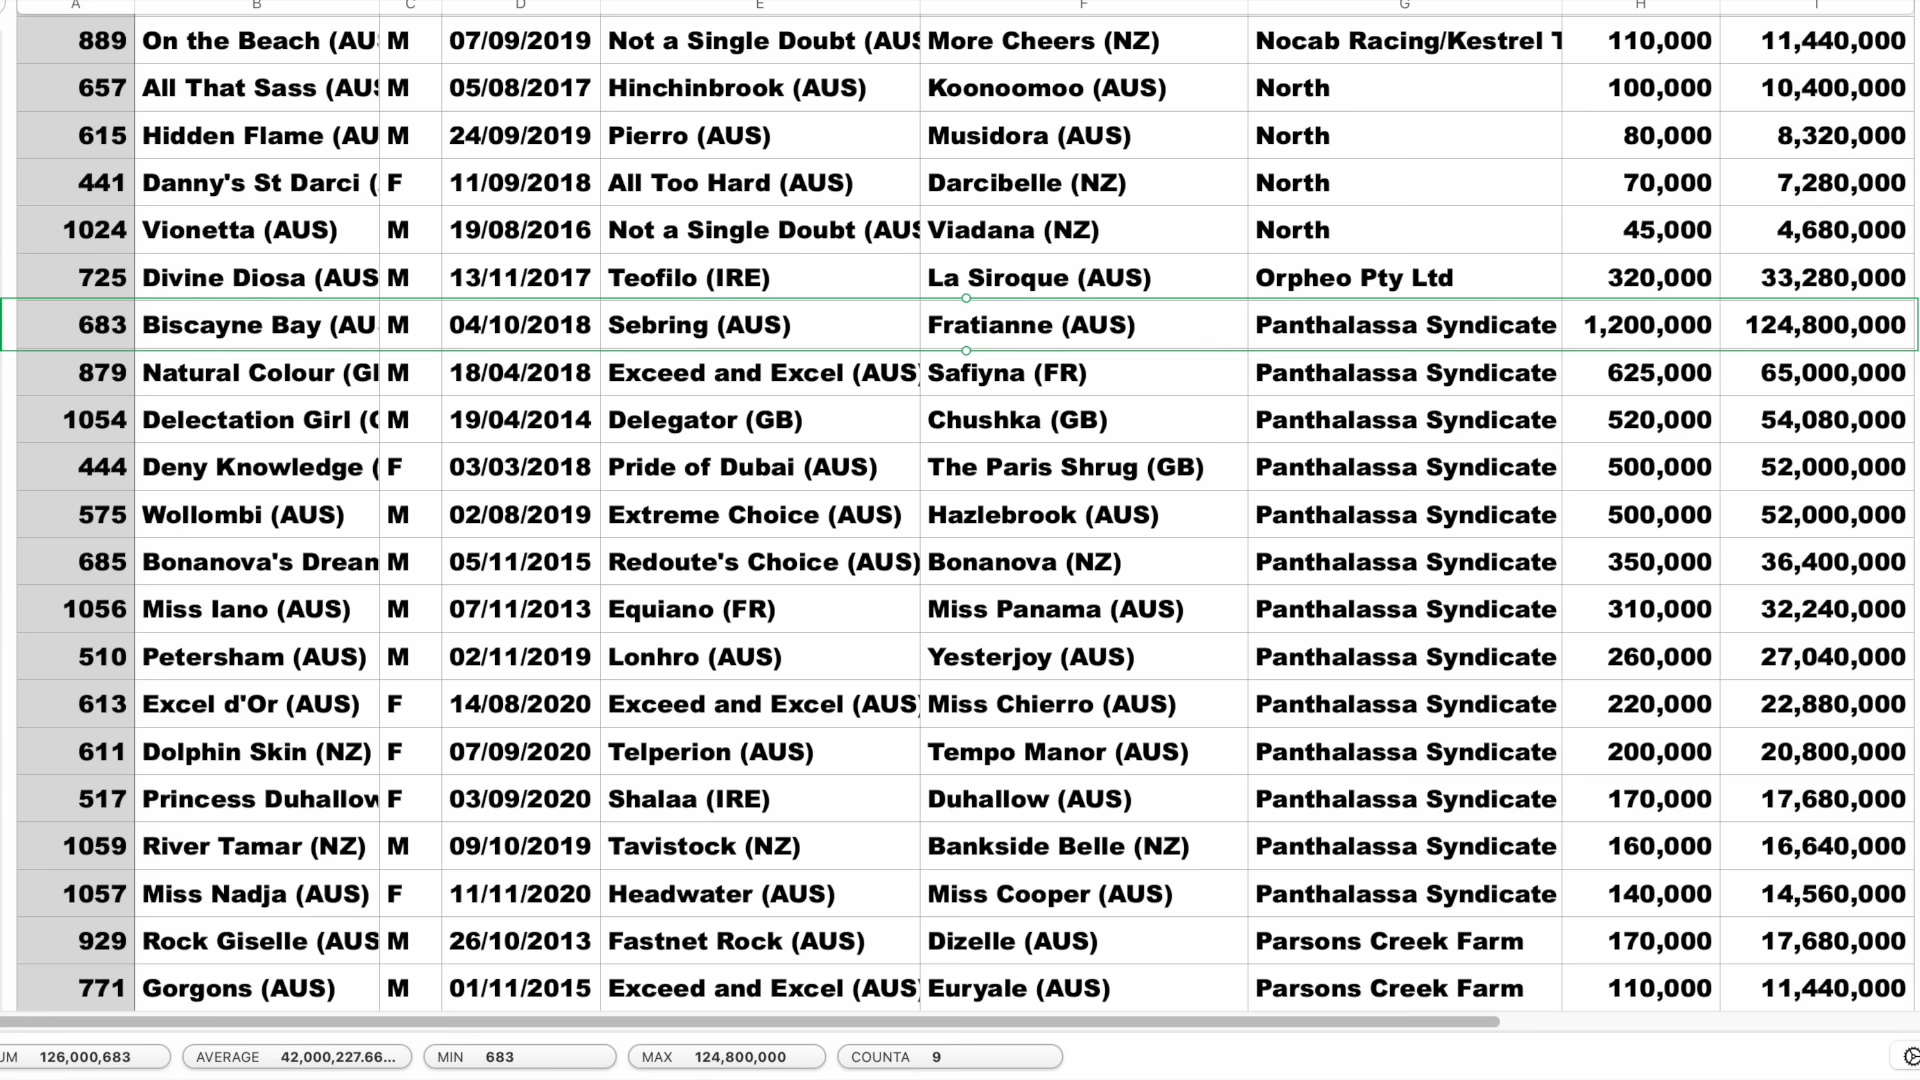 A B C D E F G H I
889 On the Beach (AU M 07/09/2019 Not a Single Doubt (AUS More Cheers (NZ) Nocab Racing/Kestrel T 110,000 11,440,000
657 All That Sass (AUS M 05/08/2017 Hinchinbrook (AUS) Koonoomoo (AUS) North 100,000 10,400,000
615 Hidden Flame (AU M 24/09/2019 Pierro (AUS) Musidora (AUS) North 80,000 8,320,000
441 Danny's St Darci ( F 11/09/2018 All Too Hard (AUS) Darcibelle (NZ) North 70,000 7,280,000
1024 Vionetta (AUS) M 19/08/2016 Not a Single Doubt (AUS Viadana (NZ) North 45,000 4,680,000
725 Divine Diosa (AUS M 13/11/2017 Teofilo (IRE) La Siroque (AUS) Orpheo Pty Ltd 320,000 33,280,000
683 Biscayne Bay (AU M 04/10/2018 Sebring (AUS) Fratianne (AUS) Panthalassa Syndicate 1,200,000 124,800,000
879 Natural Colour (GB M 18/04/2018 Exceed and Excel (AUS) Safiyna (FR) Panthalassa Syndicate 625,000 65,000,000
1054 Delectation Girl (G M 19/04/2014 Delegator (GB) Chushka (GB) Panthalassa Syndicate 520,000 54,080,000
444 Deny Knowledge ( F 03/03/2018 Pride of Dubai (AUS) The Paris Shrug (GB) Panthalassa Syndicate 500,000 52,000,000
575 Wollombi (AUS) M 02/08/2019 Extreme Choice (AUS) Hazlebrook (AUS) Panthalassa Syndicate 500,000 52,000,000
685 Bonanova's Dream M 05/11/2015 Redoute's Choice (AUS) Bonanova (NZ) Panthalassa Syndicate 350,000 36,400,000
1056 Miss Iano (AUS) M 07/11/2013 Equiano (FR) Miss Panama (AUS) Panthalassa Syndicate 310,000 32,240,000
510 Petersham (AUS) M 02/11/2019 Lonhro (AUS) Yesterjoy (AUS) Panthalassa Syndicate 260,000 27,040,000
613 Excel d'Or (AUS) F 14/08/2020 Exceed and Excel (AUS) Miss Chierro (AUS) Panthalassa Syndicate 220,000 22,880,000
611 Dolphin Skin (NZ) F 07/09/2020 Telperion (AUS) Tempo Manor (AUS) Panthalassa Syndicate 200,000 20,800,000
517 Princess Duhallow F 03/09/2020 Shalaa (IRE) Duhallow (AUS) Panthalassa Syndicate 170,000 17,680,000
1059 River Tamar (NZ) M 09/10/2019 Tavistock (NZ) Bankside Belle (NZ) Panthalassa Syndicate 160,000 16,640,000
1057 Miss Nadja (AUS) F 11/11/2020 Headwater (AUS) Miss Cooper (AUS) Panthalassa Syndicate 140,000 14,560,000
929 Rock Giselle (AUS M 26/10/2013 Fastnet Rock (AUS) Dizelle (AUS) Parsons Creek Farm 170,000 17,680,000
771 Gorgons (AUS) M 01/11/2015 Exceed and Excel (AUS) Euryale (AUS) Parsons Creek Farm 110,000 11,440,000
UM 126,000,683 AVERAGE 42,000,227.66... MIN 683 MAX 124,800,000 COUNTA 9